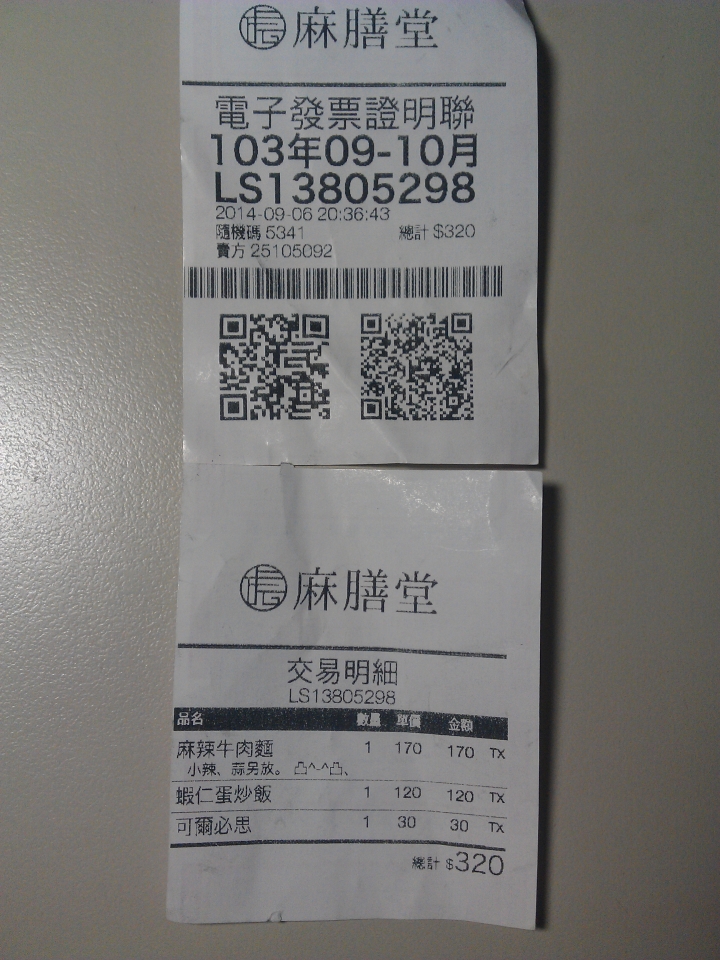 麻膳堂
電子發票證明聯
103年09-10月
LS13805298
2014-09-06 20:36:43
隨機碼 5341 總計 $320
賣方 25105092
麻膳堂
交易明細
LS13805298
品名 數量 單價 金額
麻辣牛肉麵 1 170 170 TX
小辣、蒜另放。 凸^-^凸、
蝦仁蛋炒飯 1 120 120 TX
可爾必思 1 30 30 TX
總計 $320